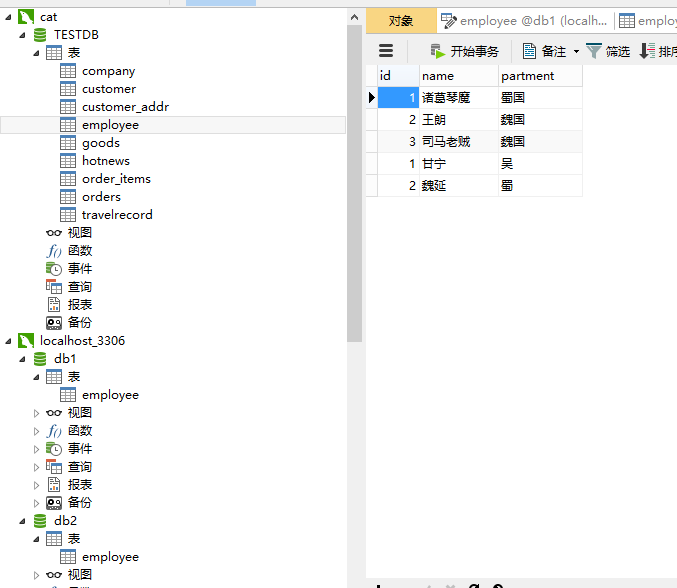 cat
TESTDB
表
company
customer
customer_addr
employee
goods
hotnews
order_items
orders
travelrecord
视图
函数
事件
查询
报表
备份
localhost_3306
db1
表
employee
视图
函数
事件
查询
报表
备份
db2
表
employee
视图
对象 employee @db1 (localh...
开始事务 备注 筛选 排序
id name partment
1 诸葛琴魔 蜀国
2 王朗 魏国
3 司马老贼 魏国
1 甘宁 吴
2 魏延 蜀